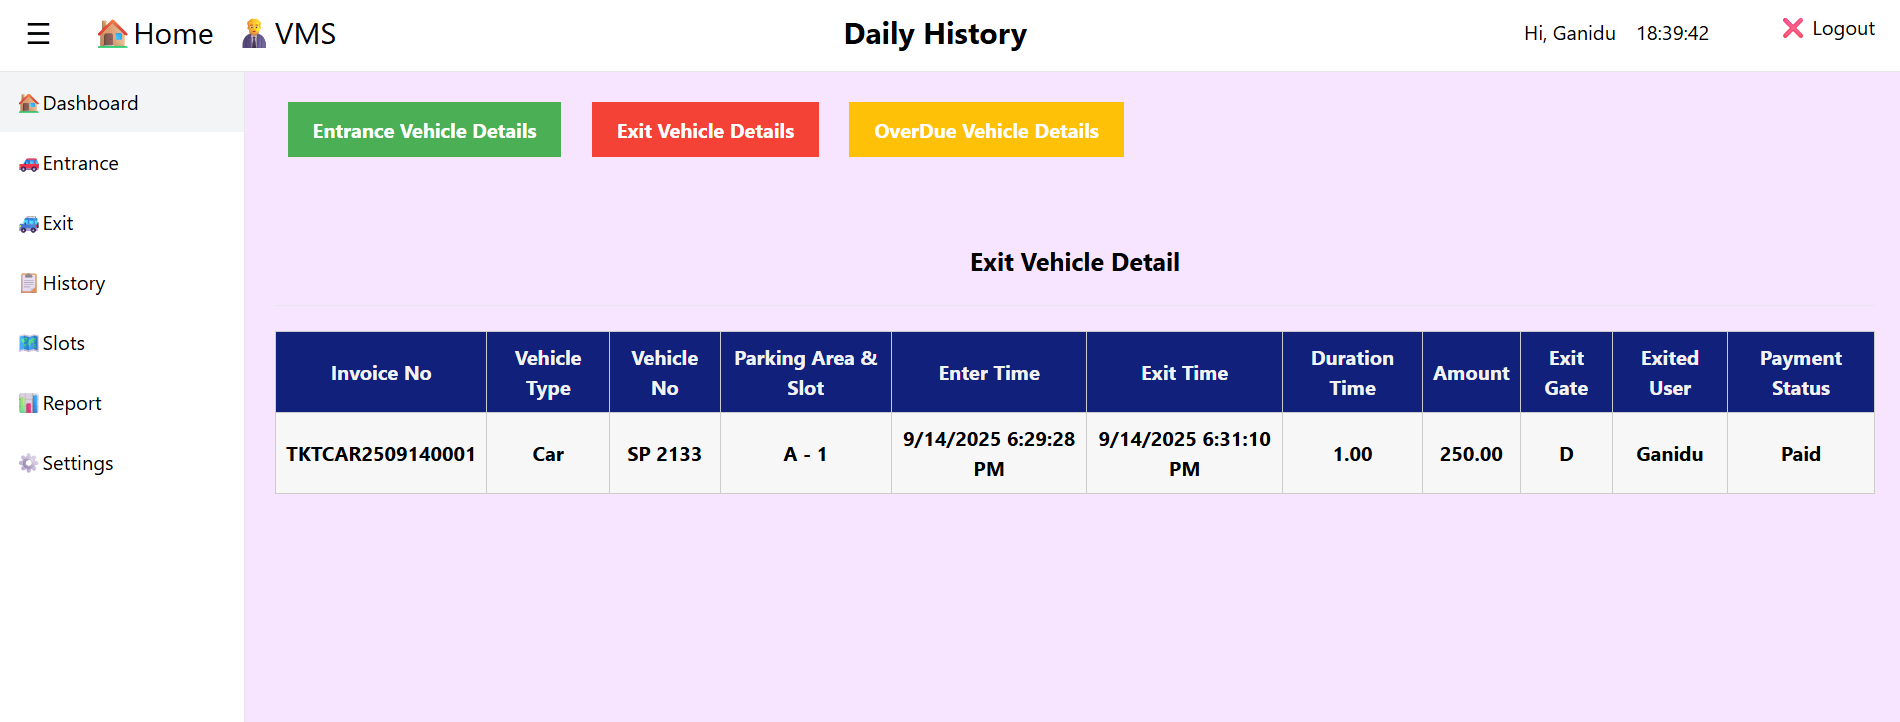 ☰ Home VMS Daily History Hi, Ganidu 18:39:42 Logout
Dashboard
Entrance
Exit
History
Slots
Report
Settings
Entrance Vehicle Details Exit Vehicle Details OverDue Vehicle Details
Exit Vehicle Detail
Invoice No Vehicle Type Vehicle No Parking Area & Slot Enter Time Exit Time Duration Time Amount Exit Gate Exited User Payment Status
TKTCAR2509140001 Car SP 2133 A - 1 9/14/2025 6:29:28 PM 9/14/2025 6:31:10 PM 1.00 250.00 D Ganidu Paid